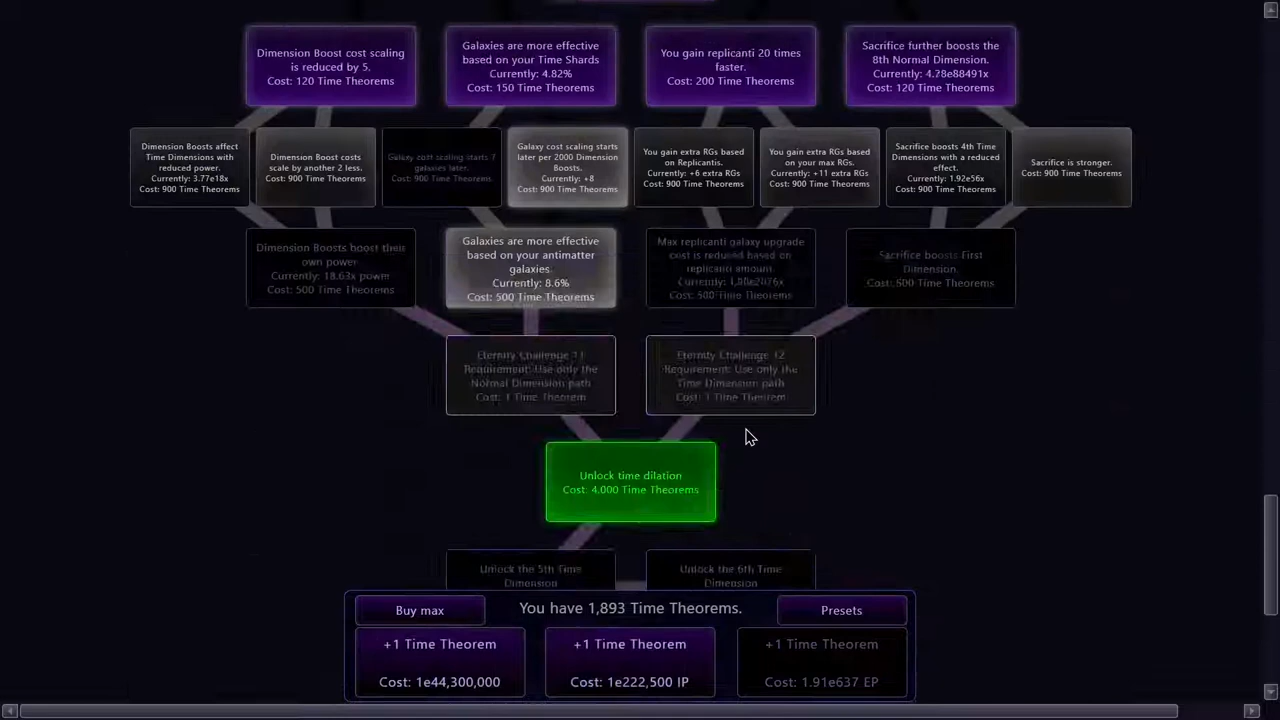 Dimension Boost cost scaling
is reduced by 5.
Cost: 120 Time Theorems
Galaxies are more effective
based on your Time Shards
Currently: 4.82%
Cost: 150 Time Theorems
You gain replicanti 20 times
faster.
Cost: 200 Time Theorems
Sacrifice further boosts the
8th Normal Dimension.
Currently: 4.78e88491x
Cost: 120 Time Theorems
Dimension Boosts affect
Time Dimensions with
reduced power.
Currently: 3.77e18x
Cost: 900 Time Theorems
Dimension Boost costs
scale by another 2 less.
Cost: 900 Time Theorems
Galaxy cost scaling starts 7
galaxies later.
Cost: 900 Time Theorems
Galaxy cost scaling starts
later per 2000 Dimension
Boosts.
Currently: +8
Cost: 900 Time Theorems
You gain extra RGs based
on Replicantis.
Currently: +6 extra RGs
Cost: 900 Time Theorems
You gain extra RGs based
on your max RGs.
Currently: +11 extra RGs
Cost: 900 Time Theorems
Sacrifice boosts 4th Time
Dimensions with a reduced
effect.
Currently: 1.92e56x
Cost: 900 Time Theorems
Sacrifice is stronger.
Cost: 900 Time Theorems
Dimension Boosts boost their
own power
Currently: 18.63x power
Cost: 500 Time Theorems
Galaxies are more effective
based on your antimatter
galaxies.
Currently: 8.6%
Cost: 500 Time Theorems
Max replicanti galaxy upgrade
cost is reduced based on
replicanti amount.
Currently:
Cost: 500 Time Theorems
Sacrifice boosts First
Dimension.
Cost: 500 Time Theorems
Eternity Challenge 11
Requirement: Use only the
Normal Dimension path
Cost: 1 Time Theorem
Eternity Challenge 12
Requirement: Use only the
Time Dimension path
Cost: 1 Time Theorem
Unlock time dilation
Cost: 4,000 Time Theorems
Unlock the 5th Time
Dimension
Unlock the 6th Time
Dimension
Buy max
You have 1,893 Time Theorems.
Presets
+1 Time Theorem
Cost: 1e44,300,000
+1 Time Theorem
Cost: 1e222,500 IP
+1 Time Theorem
Cost: 1.91e637 EP